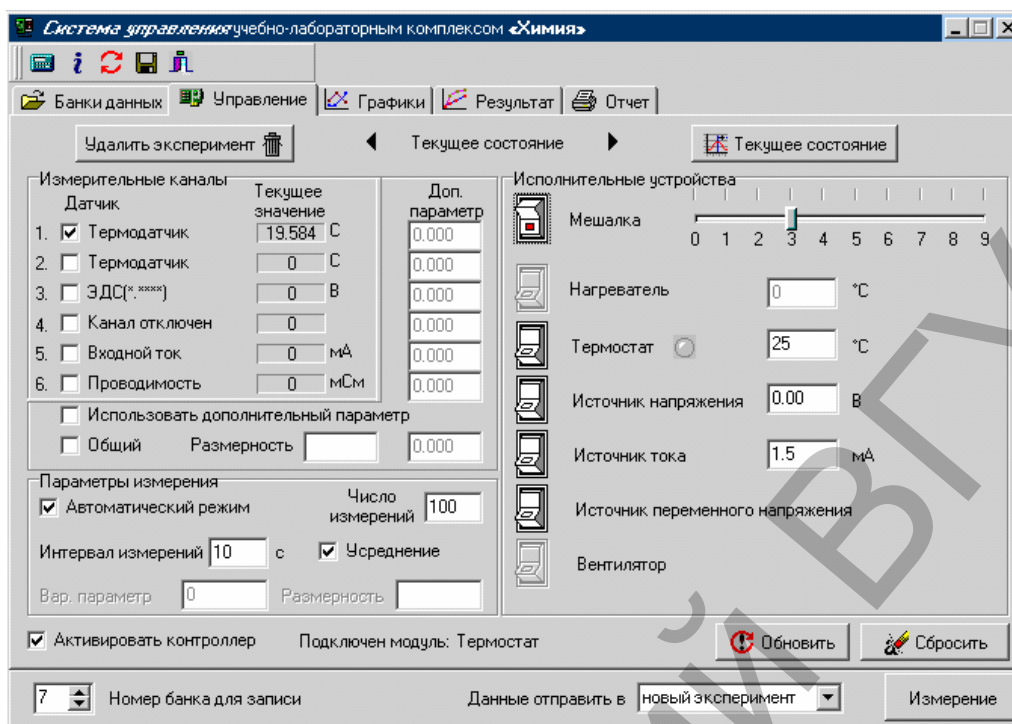 Система управления учебно-лабораторным комплексом «Химия»
Банки данных Управление Графики Результат Отчет
Удалить эксперимент Текущее состояние Текущее состояние
Измерительные каналы
Датчик Текущее значение Доп. параметр
1. Термодатчик 19.584 С 0.000
2. Термодатчик 0 С 0.000
3. ЭДС(*.****) 0 В 0.000
4. Канал отключен 0 0.000
5. Входной ток 0 мА 0.000
6. Проводимость 0 мСм 0.000
Использовать дополнительный параметр
Общий Размерность 0.000
Параметры измерения
Автоматический режим Число измерений 100
Интервал измерений 10 с Усреднение
Вар. параметр 0 Размерность
Исполнительные устройства
Мешалка
0 1 2 3 4 5 6 7 8 9
Нагреватель 0 °С
Термостат 25 °С
Источник напряжения 0.00 В
Источник тока 1.5 мА
Источник переменного напряжения
Вентилятор
Активировать контроллер Подключен модуль: Термостат Обновить Сбросить
7 Номер банка для записи Данные отправить в новый эксперимент Измерение
ИЙ ВГУ